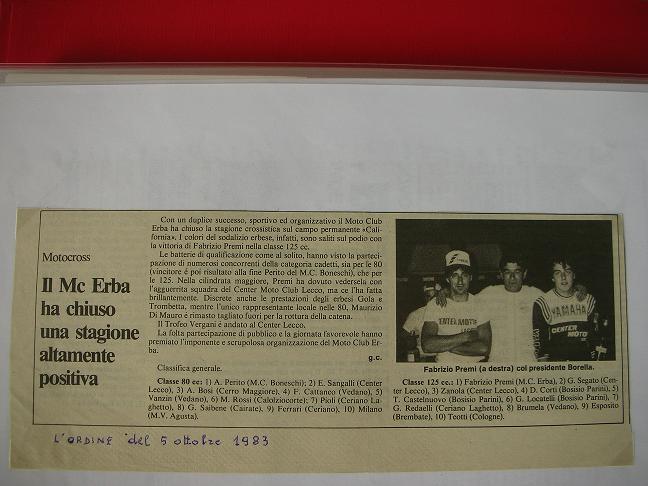 Motocross
Il Mc Erba
ha chiuso
una stagione
altamente
positiva
Con un duplice successo, sportivo ed organizzativo il Moto Club
Erba ha chiuso la stagione crossistica sul campo permanente «Cali-
fornia». I colori del sodalizio erbese, infatti, sono saliti sul podio con
la vittoria di Fabrizio Premi nella classe 125 cc.
Le batterie di qualificazione come al solito, hanno visto la parteci-
pazione di numerosi concorrenti della categoria cadetti, sia per le 80
(vincitore é poi risultato alla fine Perito del M.C. Boneschi), che per
le 125. Nella cilindrata maggiore, Premi ha dovuto vedersela con
l'agguerrita squadra del Center Moto Club Lecco, ma ce l'ha fatta
brillantemente. Discrete anche le prestazioni degli erbesi Gola e
Trombetta, mentre l'unico rappresentante locale nelle 80, Maurizio
Di Mauro è rimasto tagliato fuori per la rottura della catena.
Il Trofeo Vergani è andato al Center Lecco.
La folta partecipazione di pubblico e la giornata favorevole hanno
premiato l'imponente e scrupolosa organizzazione del Moto Club Er-
ba.
g.c.
Classifica generale.
Classe 80 cc: 1) A. Perito (M.C. Boneschi); 2) E. Sangalli (Center
Lecco), 3) A. Bosi (Cerro Maggiore), 4) F. Cattanco (Vedano), 5)
Vanzin (Vedano), 6) M. Rossi (Calolziocorte); 7) Pioli (Ceriano La-
ghetto), 8) G. Saibene (Cairate), 9) Ferrari (Ceriano), 10) Milano
(M.V. Agusta).
CENTER MOTO
YAMAHA
CENTER
MOTO
Fabrizio Premi (a destra) col presidente Borella.
Classe 125 cc: 1) Fabrizio Premi (M.C. Erba), 2) G. Segato (Cen-
ter Lecco), 3) Zanola (Center Lecco), 4) D. Corti (Bosisio Parini), 5)
T. Castelnuovo (Bosisio Parini), 6) G. Locatelli (Bosisio Parini), 7)
G. Redaelli (Ceriano Laghetto), 8) Brumela (Vedano), 9) Esposito
(Brembate), 10) Teotti (Cologne).
L'ORDINE del 5 ottobre 1983